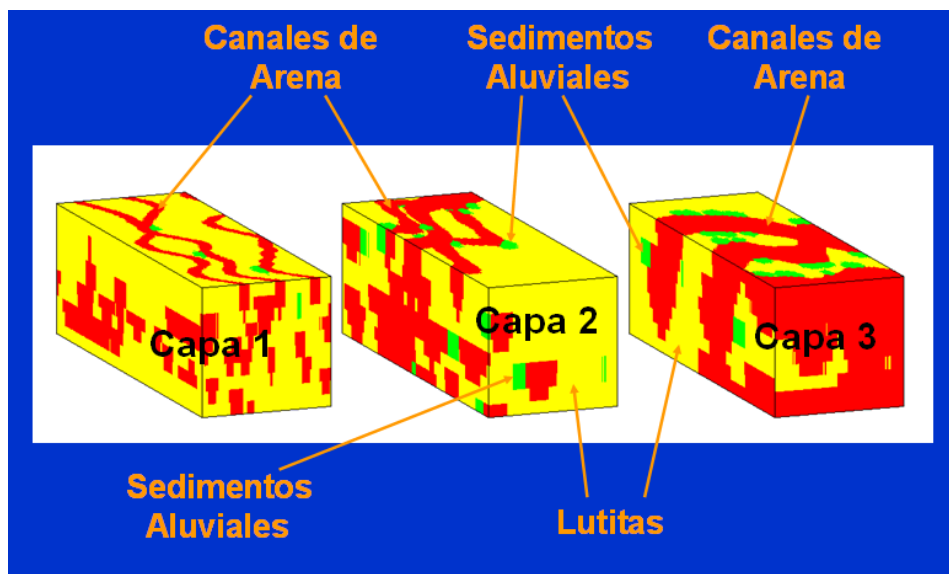 Canales de
Arena
Sedimentos
Aluviales
Canales de
Arena
Capa 1
Capa 2
Capa 3
Sedimentos
Aluviales
Lutitas